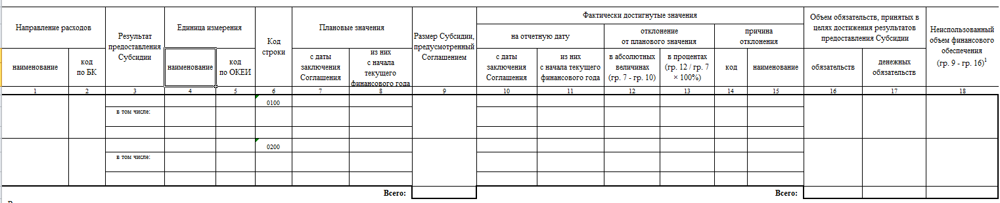 Направление расходов
Результат
предоставления
Субсидии
Единица измерения
Код
строки
Плановые значения
Размер Субсидии,
предусмотренный
Соглашением
Фактически достигнутые значения
Объем обязательств, принятых в
целях достижения результатов
предоставления Субсидии
Неиспользованный
объем финансового
обеспечения
(гр. 9 - гр. 16)1
на отчетную дату
отклонение
от планового значения
причина
отклонения
наименование
код
по БК
наименование
код
по ОКЕИ
с даты
заключения
Соглашения
из них
с начала
текущего
финансового года
с даты
заключения
Соглашения
из них
с начала текущего
финансового года
в абсолютных
величинах
(гр. 7 - гр. 10)
в процентах
(гр. 12 / гр. 7
× 100%)
код
наименование
обязательств
денежных
обязательств
1 2 3 4 5 6 7 8 9 10 11 12 13 14 15 16 17 18
0100
в том числе:
0200
в том числе:
Всего: Всего: